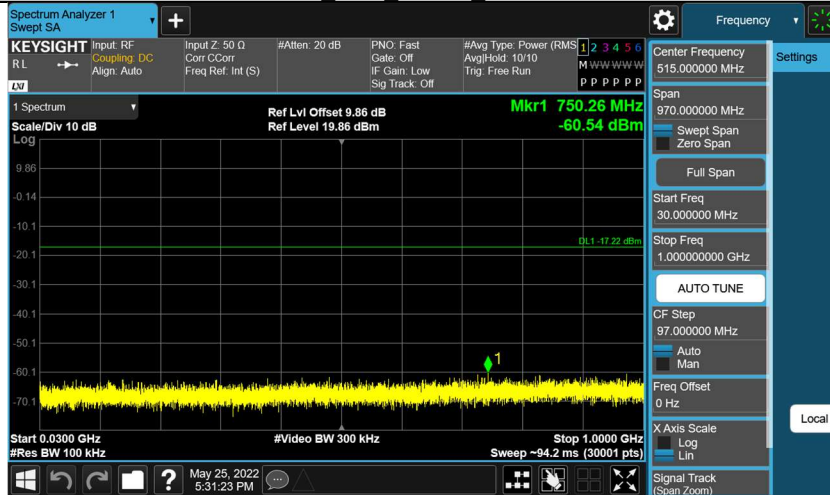 Spectrum Analyzer 1
Swept SA
+
Frequency
KEYSIGHT
RL
LXI
Input: RF
Coupling: DC
Align: Auto
Input Z: 50 Ω
Corr CCorr
Freq Ref: Int (S)
#Atten: 20 dB
PNO: Fast
Gate: Off
IF Gain: Low
Sig Track: Off
#Avg Type: Power (RMS
Avg|Hold: 10/10
Trig: Free Run
1 2 3 4 5 6
M W W W W W
P P P P P P
1 Spectrum
Scale/Div 10 dB
Ref Lvl Offset 9.86 dB
Ref Level 19.86 dBm
Mkr1 750.26 MHz
-60.54 dBm
Log
9.86
-0.14
-10.1
-20.1
-30.1
-40.1
-50.1
-60.1
-70.1
DL1 -17.22 dBm
1
Start 0.0300 GHz
#Res BW 100 kHz
#Video BW 300 kHz
Stop 1.0000 GHz
Sweep ~94.2 ms (30001 pts)
May 25, 2022
5:31:23 PM
?
Center Frequency
515.000000 MHz
Span
970.000000 MHz
Swept Span
Zero Span
Full Span
Start Freq
30.000000 MHz
Stop Freq
1.000000000 GHz
AUTO TUNE
CF Step
97.000000 MHz
Auto
Man
Freq Offset
0 Hz
X Axis Scale
Log
Lin
Signal Track
(Span Zoom)
Settings
Local